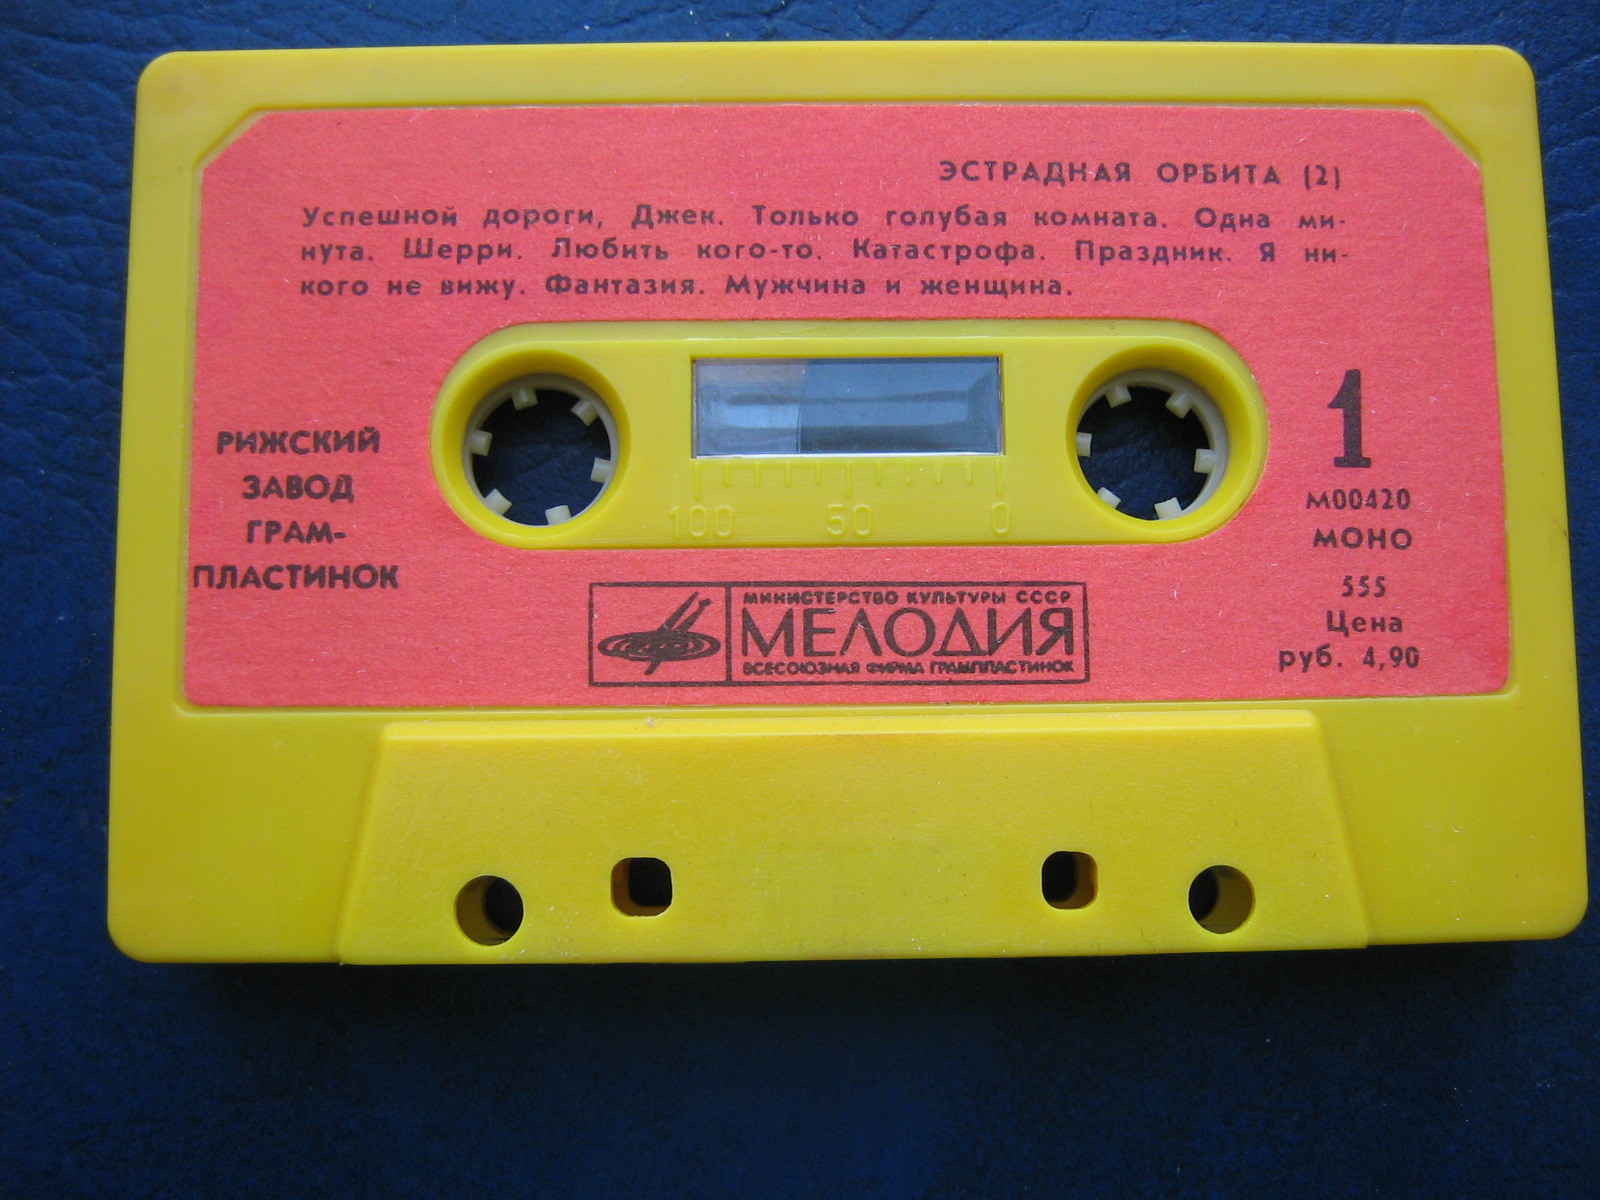 ЭСТРАДНАЯ ОРБИТА (2)
Успешной дороги, Джек. Только голубая комната. Одна ми-
нута. Шерри. Любить кого-то. Катастрофа. Праздник. Я ни-
кого не вижу. Фантазия. Мужчина и женщина.
РИЖСКИЙ
ЗАВОД
ГРАМ-
ПЛАСТИНОК
100 50 0
1
М00420
МОНО
555
Цена
руб. 4,90
МИНИСТЕРСТВО КУЛЬТУРЫ СССР
МЕЛОДИЯ
ВСЕСОЮЗНАЯ ФИРМА ГРАМПЛАСТИНОК